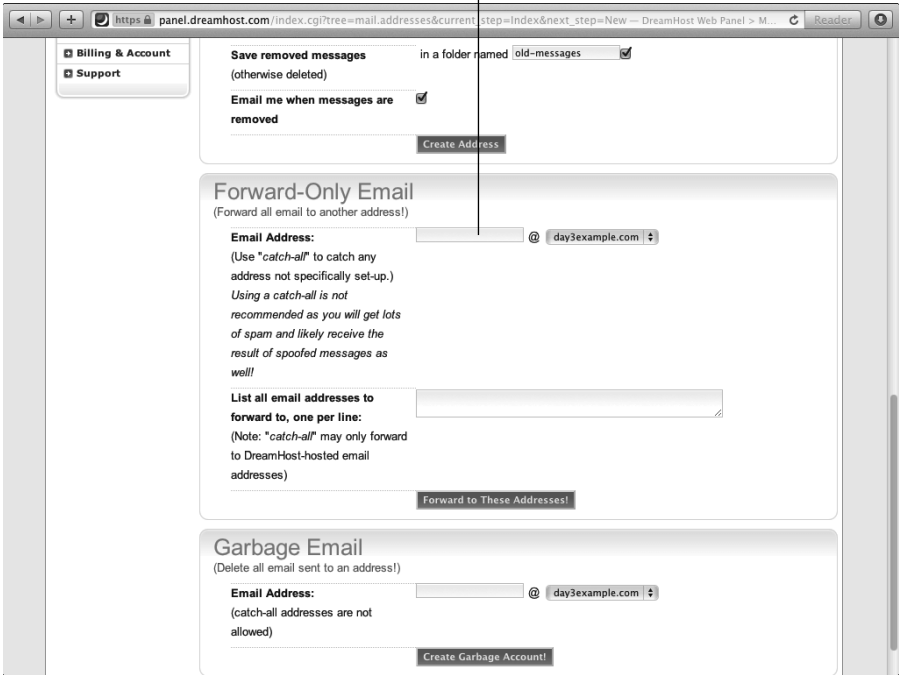 https panel.dreamhost.com/index.cgi?tree=mail.addresses&current_step=Index&next_step=New — DreamHost Web Panel > M... Reader
Billing & Account
Support
Save removed messages
(otherwise deleted)
in a folder named old-messages
Email me when messages are
removed
Create Address
Forward-Only Email
(Forward all email to another address!)
Email Address:
@ day3example.com
(Use "catch-all" to catch any
address not specifically set-up.)
Using a catch-all is not
recommended as you will get lots
of spam and likely receive the
result of spoofed messages as
well!
List all email addresses to
forward to, one per line:
(Note: "catch-all" may only forward
to DreamHost-hosted email
addresses)
Forward to These Addresses!
Garbage Email
(Delete all email sent to an address!)
Email Address:
@ day3example.com
(catch-all addresses are not
allowed)
Create Garbage Account!